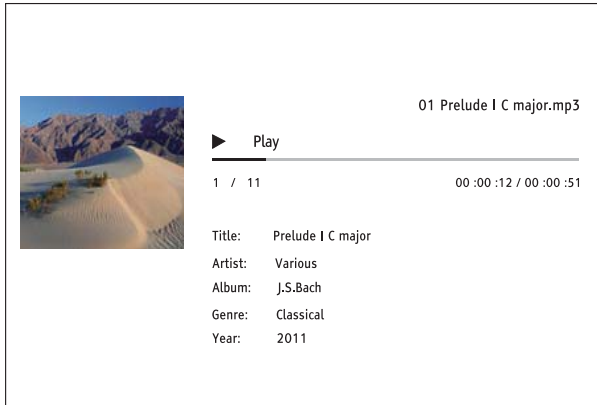 01 Prelude I C major.mp3
Play
1 / 11 00 :00 :12 / 00 :00 :51
Title: Prelude I C major
Artist: Various
Album: J.S.Bach
Genre: Classical
Year: 2011